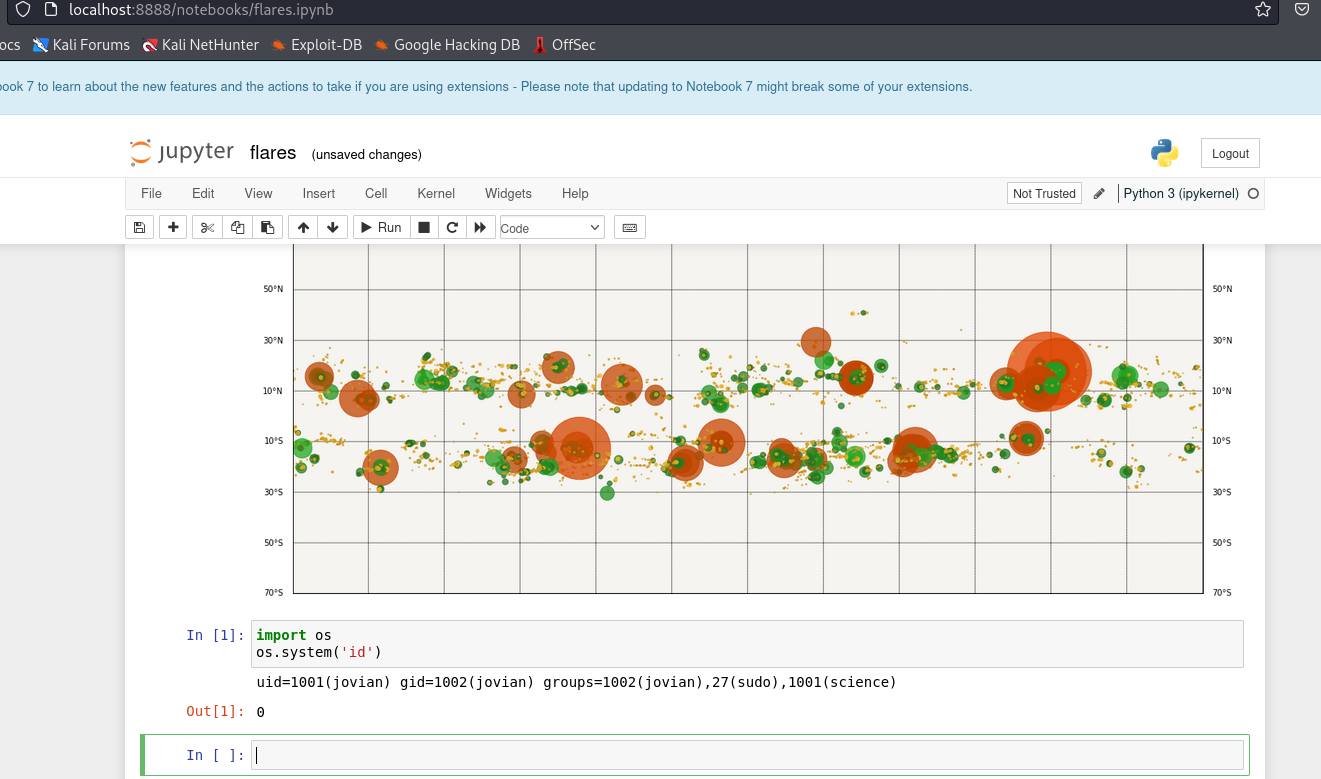 localhost:8888/notebooks/flares.ipynb
ocs Kali Forums Kali NetHunter Exploit-DB Google Hacking DB OffSec
ook 7 to learn about the new features and the actions to take if you are using extensions - Please note that updating to Notebook 7 might break some of your extensions.
jupyter flares (unsaved changes) Logout
File Edit View Insert Cell Kernel Widgets Help Not Trusted Python 3 (ipykernel)
Run Code
50°N 50°N
30°N 30°N
10°N 10°N
10°S 10°S
30°S 30°S
50°S 50°S
70°S 70°S
In [1]: import os
os.system('id')
uid=1001(jovian) gid=1002(jovian) groups=1002(jovian),27(sudo),1001(science)
Out[1]: 0
In [ ]: